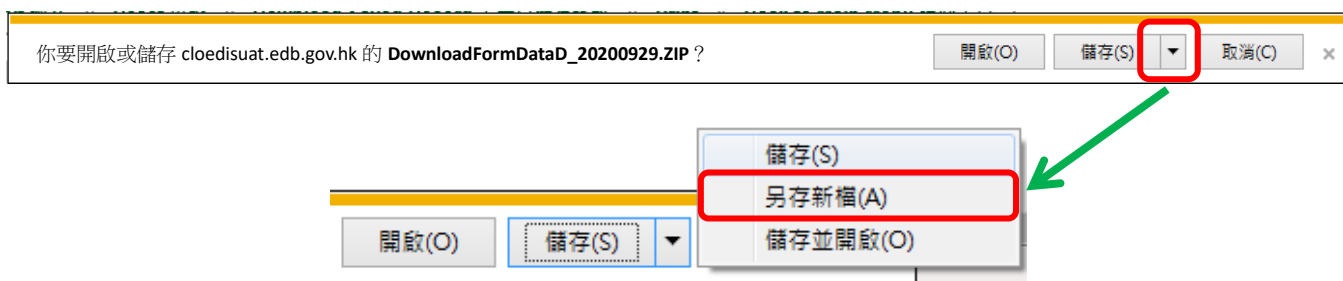 你要開啟或儲存 cloedisuat.edb.gov.hk 的 DownloadFormDataD_20200929.ZIP？ 開啟(O) 儲存(S) 取消(C)
儲存(S)
另存新檔(A)
開啟(O) 儲存(S) 儲存並開啟(O)